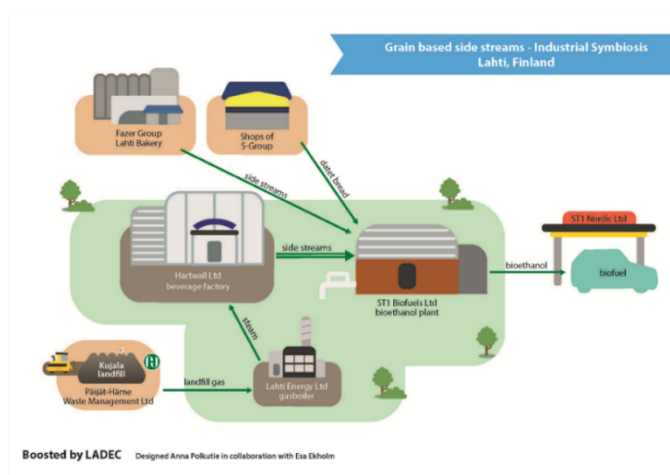 Grain based side streams - Industrial Symbiosis
Lahti, Finland
Fazer Group
Lahti Bakery
Shops of
S-Group
side streams
datet bread
ST1 Nordic Ltd
Hartwall Ltd
beverage factory
side streams
ST1 Biofuels Ltd
bioethanol plant
bioethanol
biofuel
steam
Kujala
landfill
Päijät-Häme
Waste Management Ltd
landfill gas
Lahti Energy Ltd
gasboiler
Boosted by LADEC Designed Anna Polkutie in collaboration with Esa Ekholm